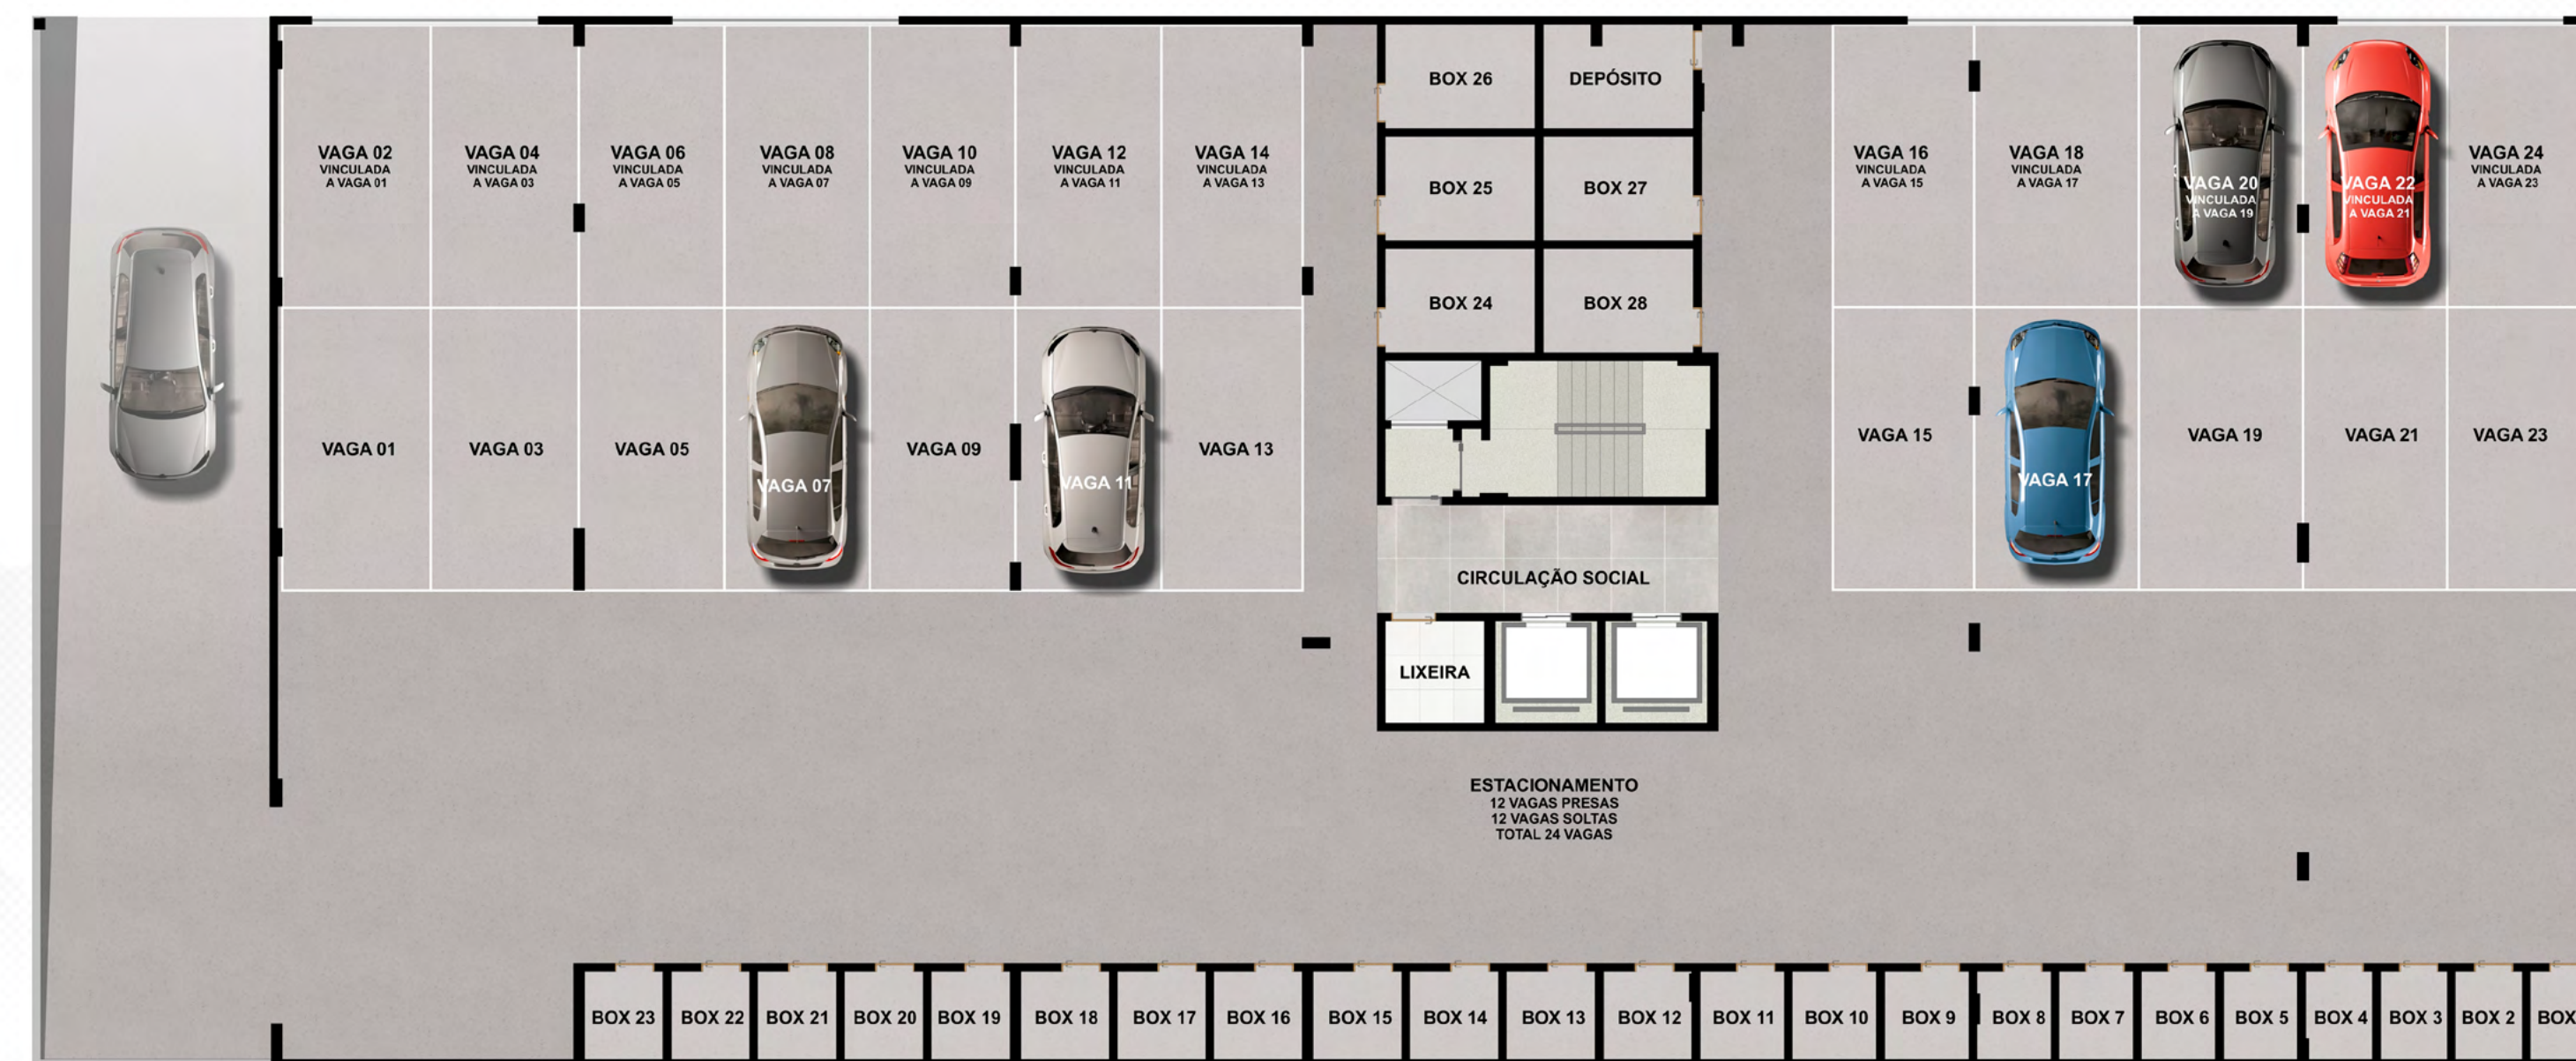 BOX 26
DEPÓSITO
VAGA 02
VINCULADA
A VAGA 01
VAGA 04
VINCULADA
A VAGA 03
VAGA 06
VINCULADA
A VAGA 05
VAGA 08
VINCULADA
A VAGA 07
VAGA 10
VINCULADA
A VAGA 09
VAGA 12
VINCULADA
A VAGA 11
VAGA 14
VINCULADA
A VAGA 13
BOX 25
BOX 27
VAGA 16
VINCULADA
A VAGA 15
VAGA 18
VINCULADA
A VAGA 17
VAGA 20
VINCULADA
A VAGA 19
VAGA 22
VINCULADA
A VAGA 21
VAGA 24
VINCULADA
A VAGA 23
BOX 24
BOX 28
VAGA 01
VAGA 03
VAGA 05
VAGA 07
VAGA 09
VAGA 11
VAGA 13
VAGA 15
VAGA 17
VAGA 19
VAGA 21
VAGA 23
CIRCULAÇÃO SOCIAL
LIXEIRA
ESTACIONAMENTO
12 VAGAS PRESAS
12 VAGAS SOLTAS
TOTAL 24 VAGAS
BOX 23
BOX 22
BOX 21
BOX 20
BOX 19
BOX 18
BOX 17
BOX 16
BOX 15
BOX 14
BOX 13
BOX 12
BOX 11
BOX 10
BOX 9
BOX 8
BOX 7
BOX 6
BOX 5
BOX 4
BOX 3
BOX 2
BOX